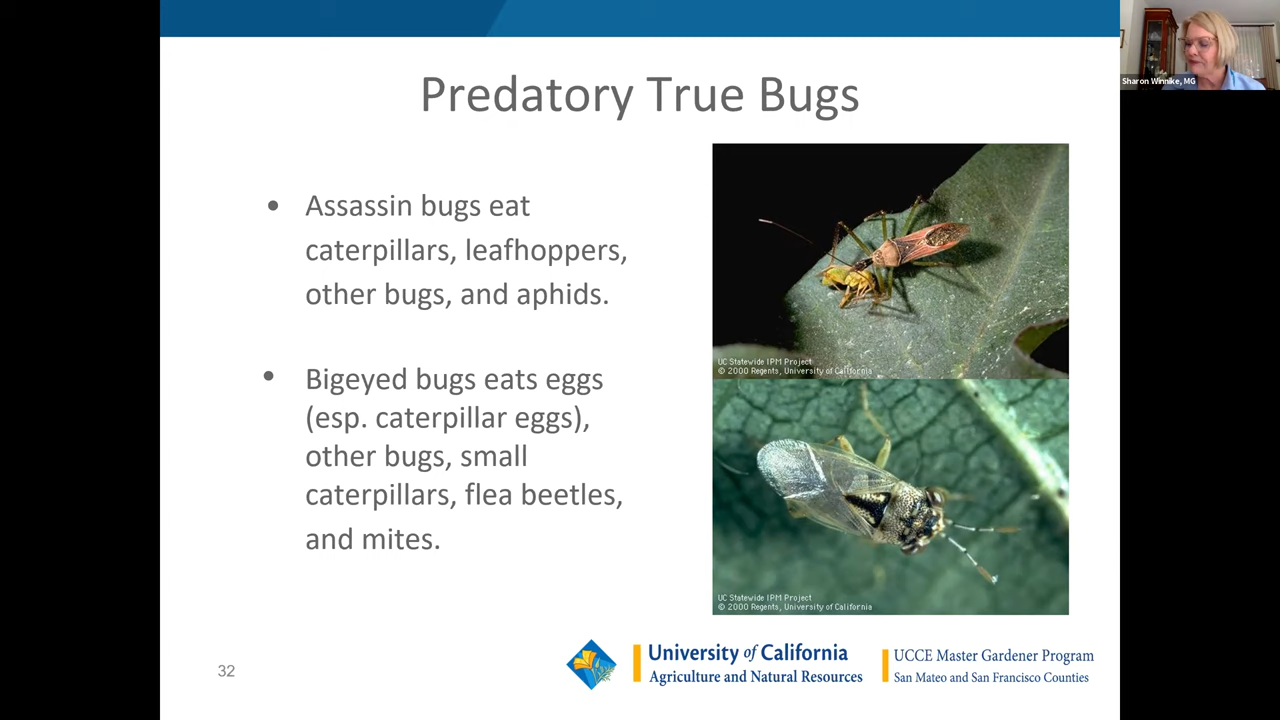 Sharon Winnike, MG
Predatory True Bugs
• Assassin bugs eat
caterpillars, leafhoppers,
other bugs, and aphids.
• Bigeyed bugs eats eggs
(esp. caterpillar eggs),
other bugs, small
caterpillars, flea beetles,
and mites.
UC Statewide IPM Project
© 2000 Regents, University of California
UC Statewide IPM Project
© 2000 Regents, University of California
32
University of California
Agriculture and Natural Resources
UCCE Master Gardener Program
San Mateo and San Francisco Counties